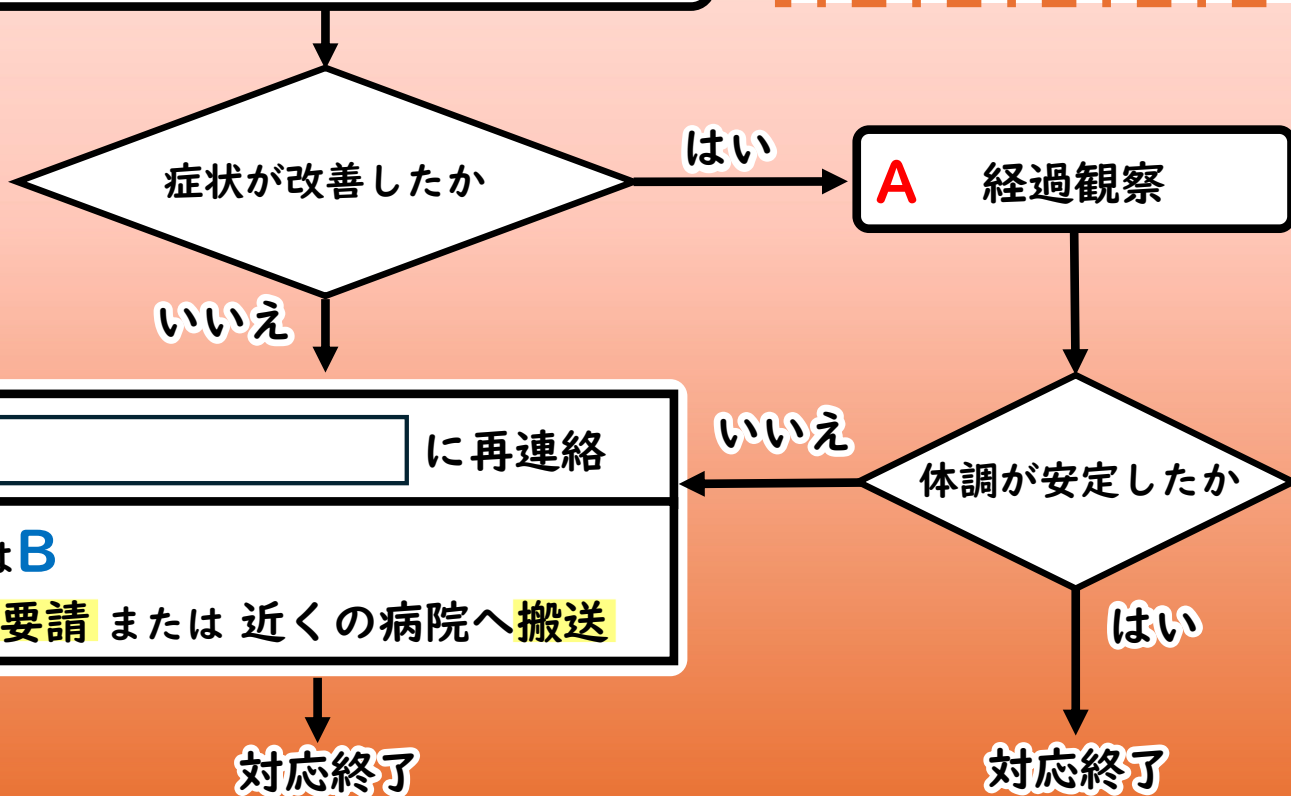 症状が改善したか
はい
A 経過観察
いいえ
に再連絡
いいえ
体調が安定したか
はB
要請 または 近くの病院へ搬送
はい
対応終了
対応終了